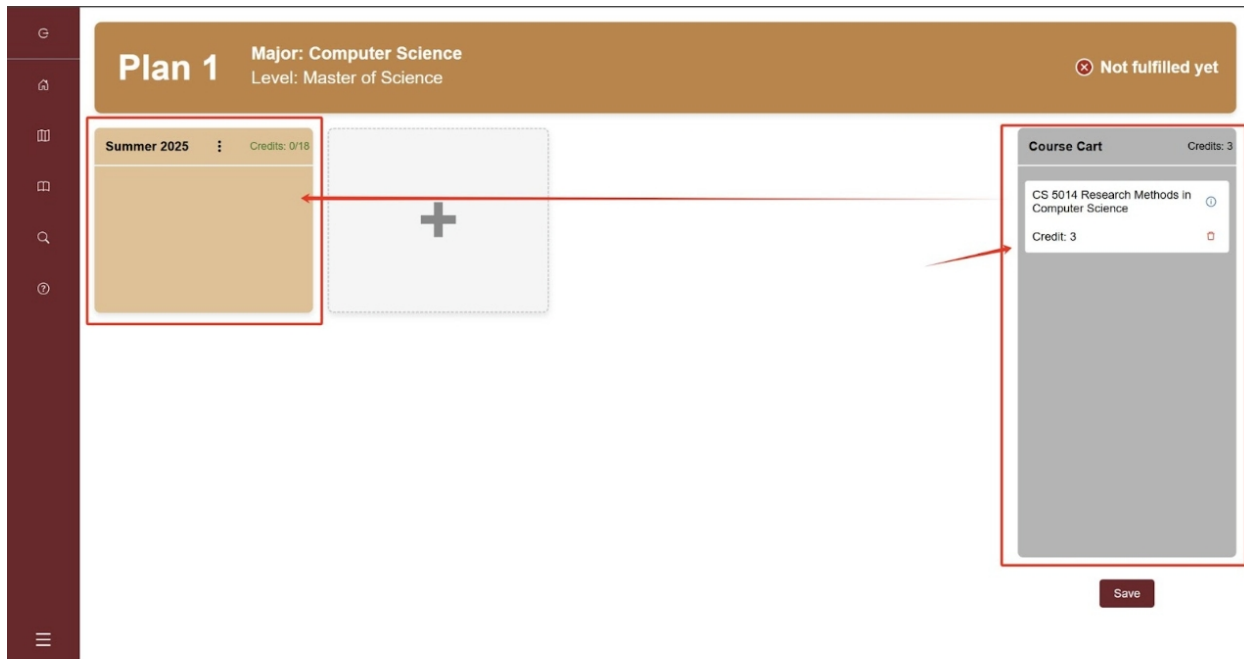 Plan 1
Major: Computer Science
Level: Master of Science
Not fulfilled yet
Summer 2025
Credits: 0/18
Course Cart
Credits: 3
CS 5014 Research Methods in
Computer Science
Credit: 3
Save